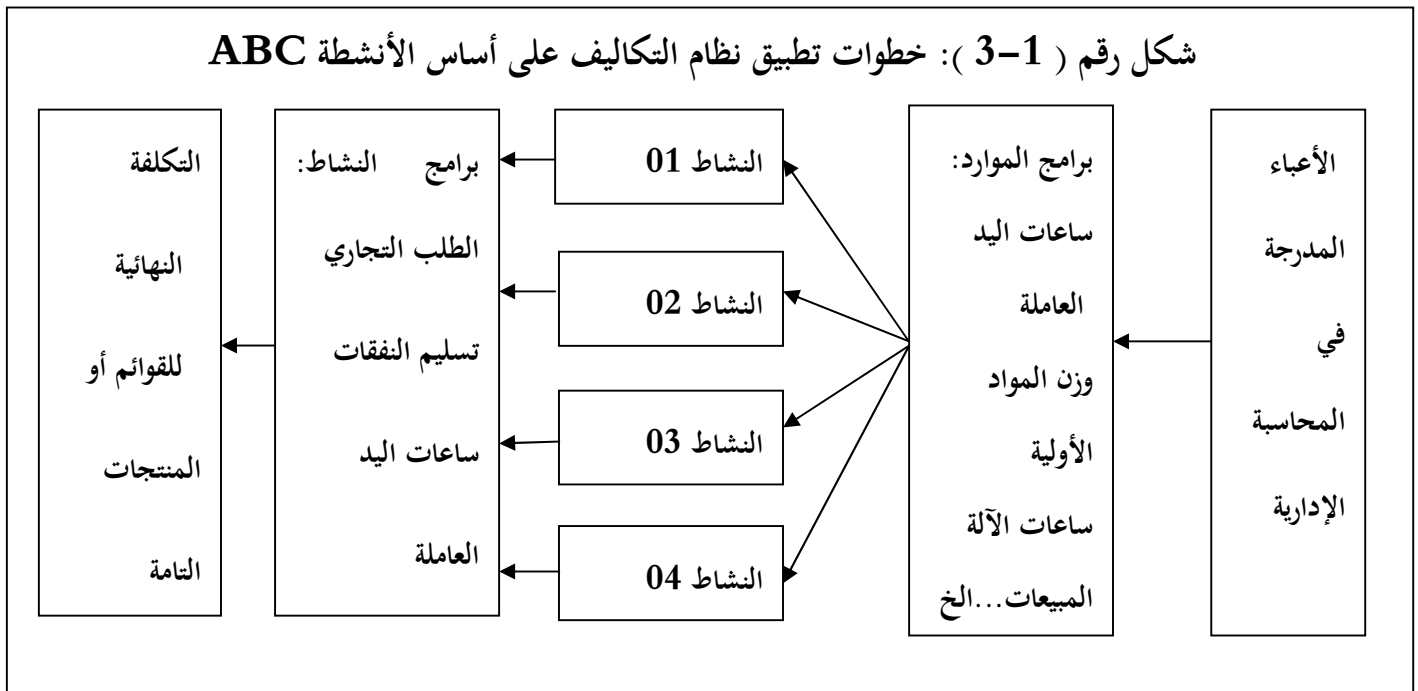 شكل رقم ( 1-3 ): خطوات تطبيق نظام التكاليف على أساس الأنشطة ABC
الأعباء
المدرجة
في
المحاسبة
الإدارية
برامج الموارد:
ساعات اليد
العاملة
وزن المواد
الأولية
ساعات الآلة
المبيعات...الخ
النشاط 01
النشاط 02
النشاط 03
النشاط 04
برامج النشاط:
الطلب التجاري
تسليم النفقات
ساعات اليد
العاملة
التكلفة
النهائية
للقوائم أو
المنتجات
التامة